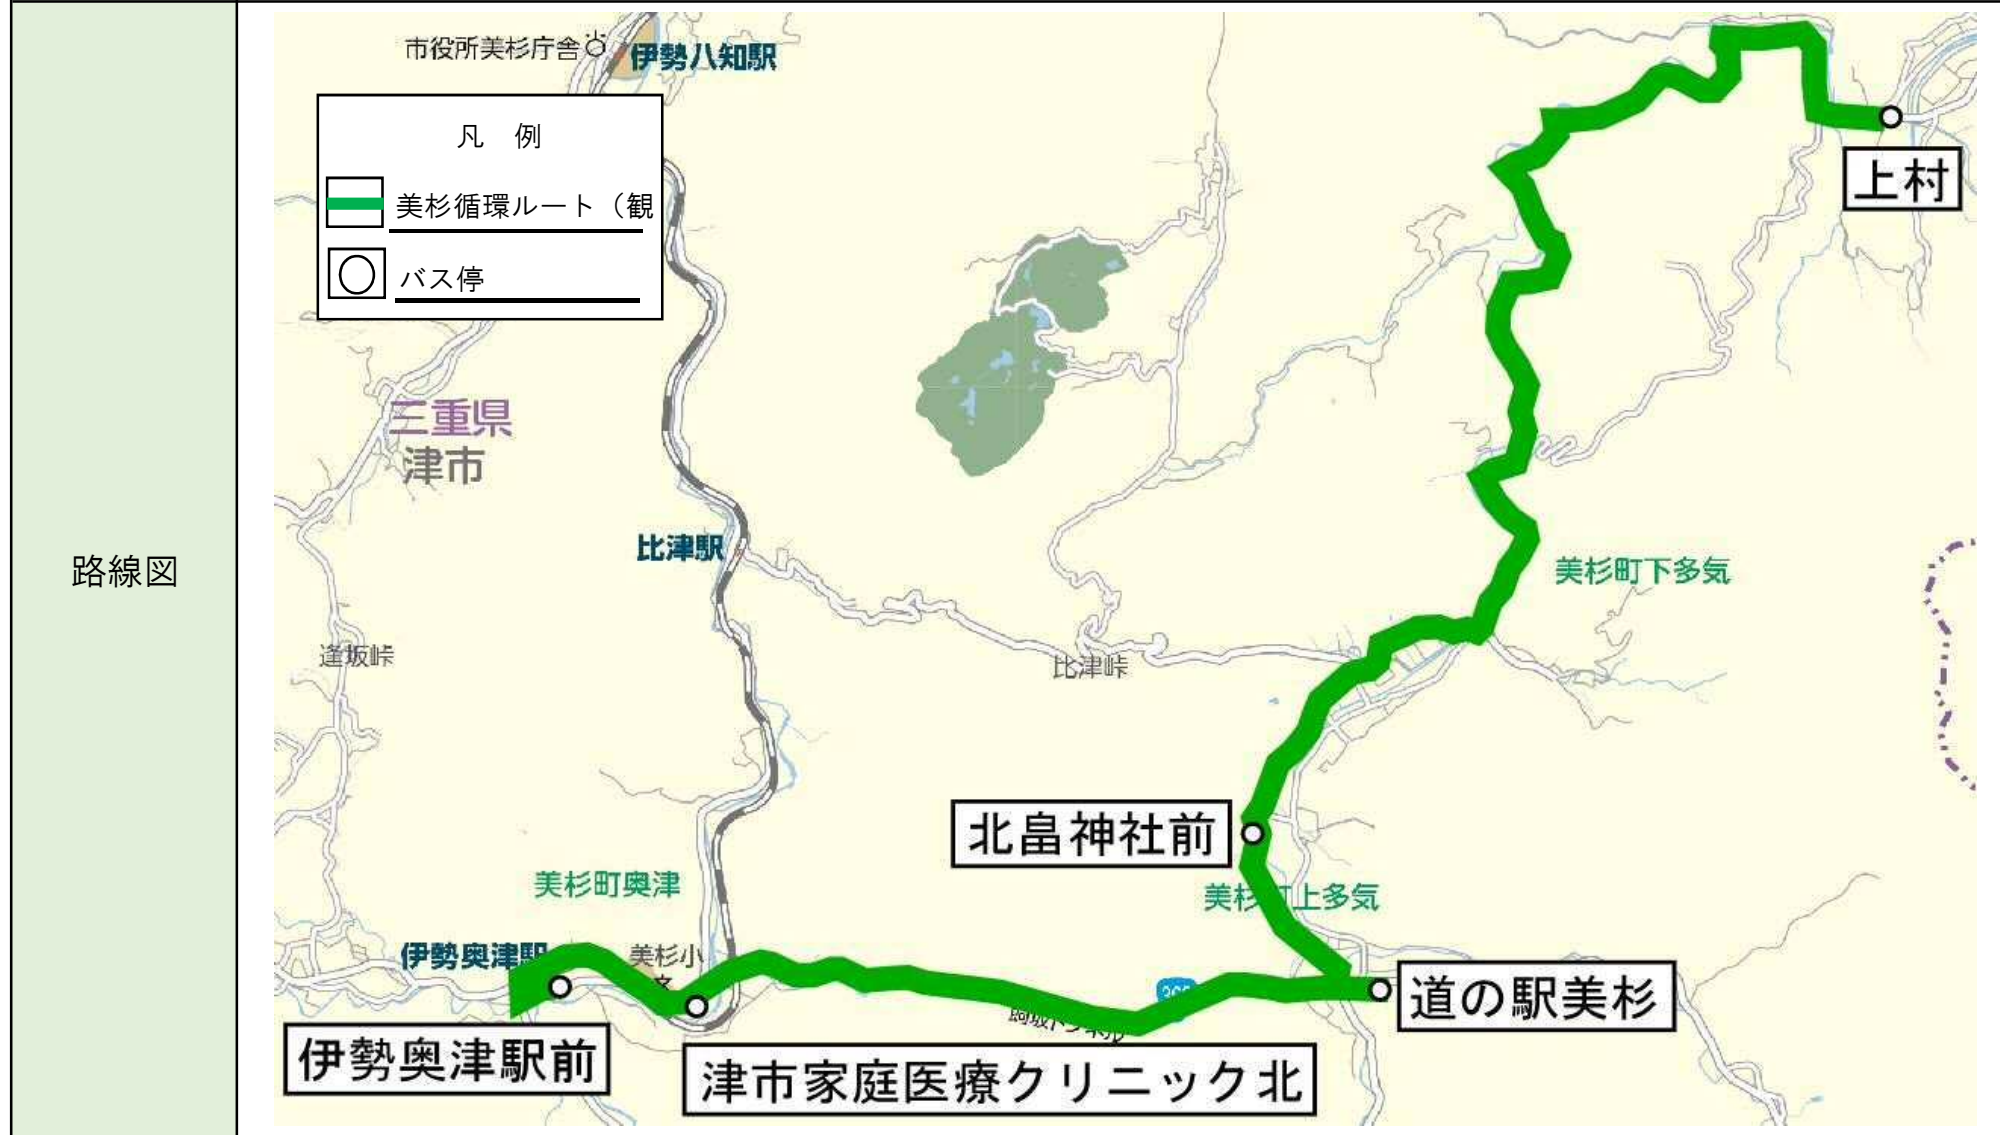 路線図
市役所美杉庁舎
伊勢八知駅
凡 例
美杉循環ルート（観
バス停
上村
三重県
津市
比津駅
美杉町下多気
逢坂峠
比津峠
北畠神社前
美杉町奥津
美杉町上多気
伊勢奥津駅
美杉小
道の駅美杉
伊勢奥津駅前
津市家庭医療クリニック北